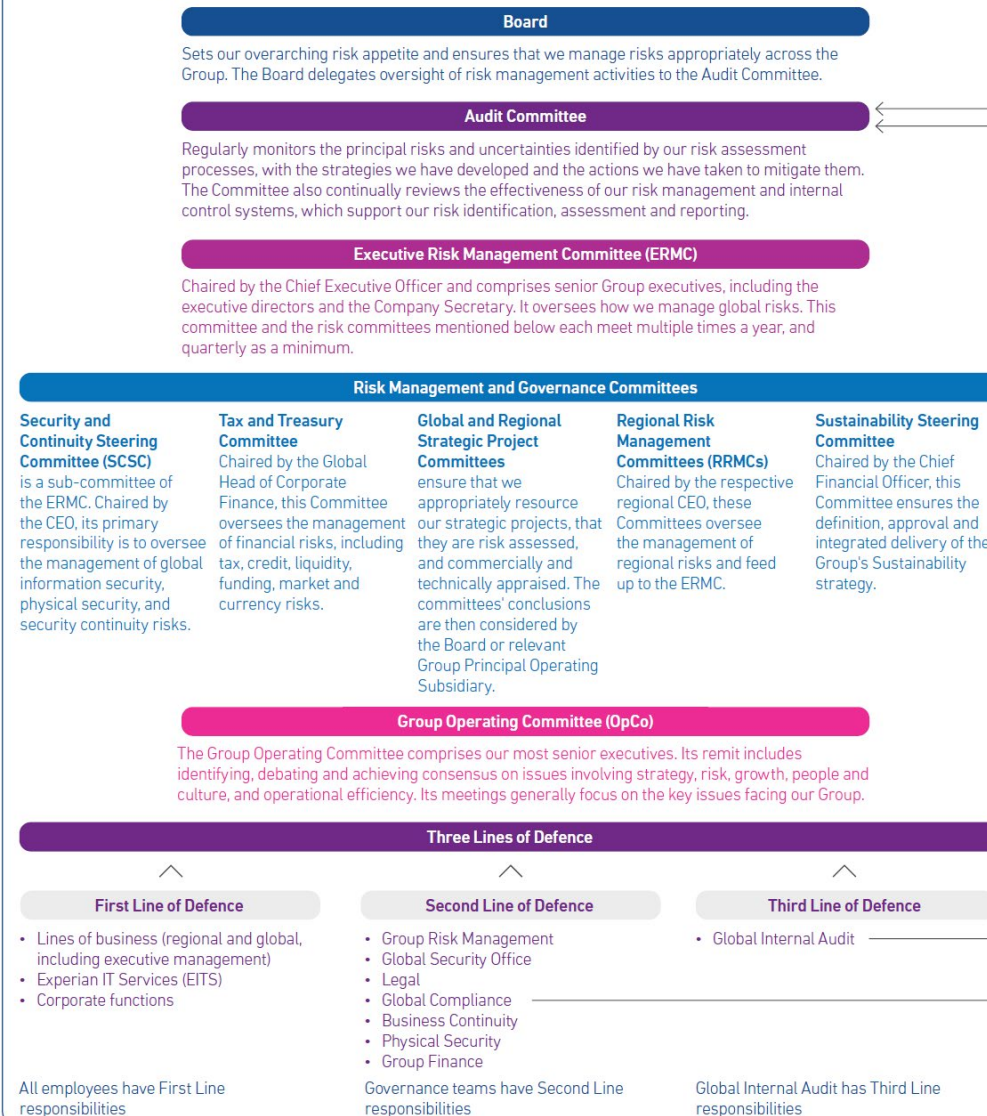 Board
Sets our overarching risk appetite and ensures that we manage risks appropriately across the
Group. The Board delegates oversight of risk management activities to the Audit Committee.
Audit Committee
Regularly monitors the principal risks and uncertainties identified by our risk assessment
processes, with the strategies we have developed and the actions we have taken to mitigate them.
The Committee also continually reviews the effectiveness of our risk management and internal
control systems, which support our risk identification, assessment and reporting.
Executive Risk Management Committee (ERMC)
Chaired by the Chief Executive Officer and comprises senior Group executives, including the
executive directors and the Company Secretary. It oversees how we manage global risks. This
committee and the risk committees mentioned below each meet multiple times a year, and
quarterly as a minimum.
Risk Management and Governance Committees
Security and
Continuity Steering
Committee (SCSC)
is a sub-committee of
the ERMC. Chaired by
the CEO, its primary
responsibility is to oversee
the management of global
information security,
physical security, and
security continuity risks.
Tax and Treasury
Committee
Chaired by the Global
Head of Corporate
Finance, this Committee
oversees the management
of financial risks, including
tax, credit, liquidity,
funding, market and
currency risks.
Global and Regional
Strategic Project
Committees
ensure that we
appropriately resource
our strategic projects, that
they are risk assessed,
and commercially and
technically appraised. The
committees' conclusions
are then considered by
the Board or relevant
Group Principal Operating
Subsidiary.
Regional Risk
Management
Committees (RRMCs)
Chaired by the respective
regional CEO, these
Committees oversee
the management of
regional risks and feed
up to the ERMC.
Sustainability Steering
Committee
Chaired by the Chief
Financial Officer, this
Committee ensures the
definition, approval and
integrated delivery of the
Group's Sustainability
strategy.
Group Operating Committee (OpCo)
The Group Operating Committee comprises our most senior executives. Its remit includes
identifying, debating and achieving consensus on issues involving strategy, risk, growth, people and
culture, and operational efficiency. Its meetings generally focus on the key issues facing our Group.
Three Lines of Defence
First Line of Defence
• Lines of business (regional and global,
including executive management)
• Experian IT Services (EITS)
• Corporate functions
All employees have First Line
responsibilities
Second Line of Defence
• Group Risk Management
• Global Security Office
• Legal
• Global Compliance
• Business Continuity
• Physical Security
• Group Finance
Governance teams have Second Line
responsibilities
Third Line of Defence
• Global Internal Audit
Global Internal Audit has Third Line
responsibilities